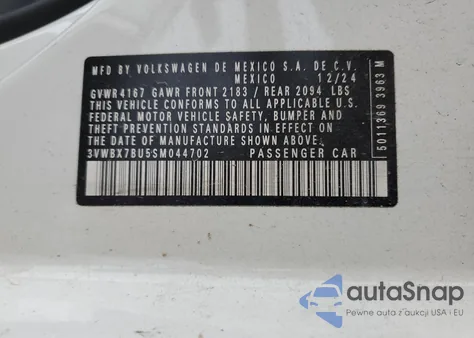 MFD BY VOLKSWAGEN DE MEXICO S.A. DE C.V.
MEXICO 12/24
GVWR 4167 GAWR FRONT 2183 / REAR 2094 LBS
THIS VEHICLE CONFORMS TO ALL APPLICABLE U.S.
FEDERAL MOTOR VEHICLE SAFETY, BUMPER AND
THEFT PREVENTION STANDARDS IN EFFECT ON
THE DATE OF MANUFACTURE SHOWN ABOVE.
3VWBX7BU5SM044702 PASSENGER CAR
5011369 3963 M
autoSnap
Pewne auta z aukcji USA i EU